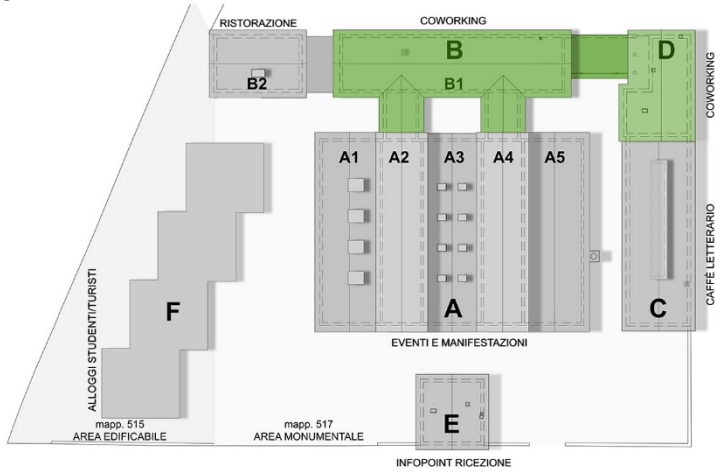 RISTORAZIONE
COWORKING
B
D
B2
B1
COWORKING
A1
A2
A3
A4
A5
F
ALLOGGI STUDENTI/TURISTI
A
C
CAFFÈ LETTERARIO
EVENTI E MANIFESTAZIONI
mapp. 515
AREA EDIFICABILE
mapp. 517
AREA MONUMENTALE
E
INFOPOINT RICEZIONE